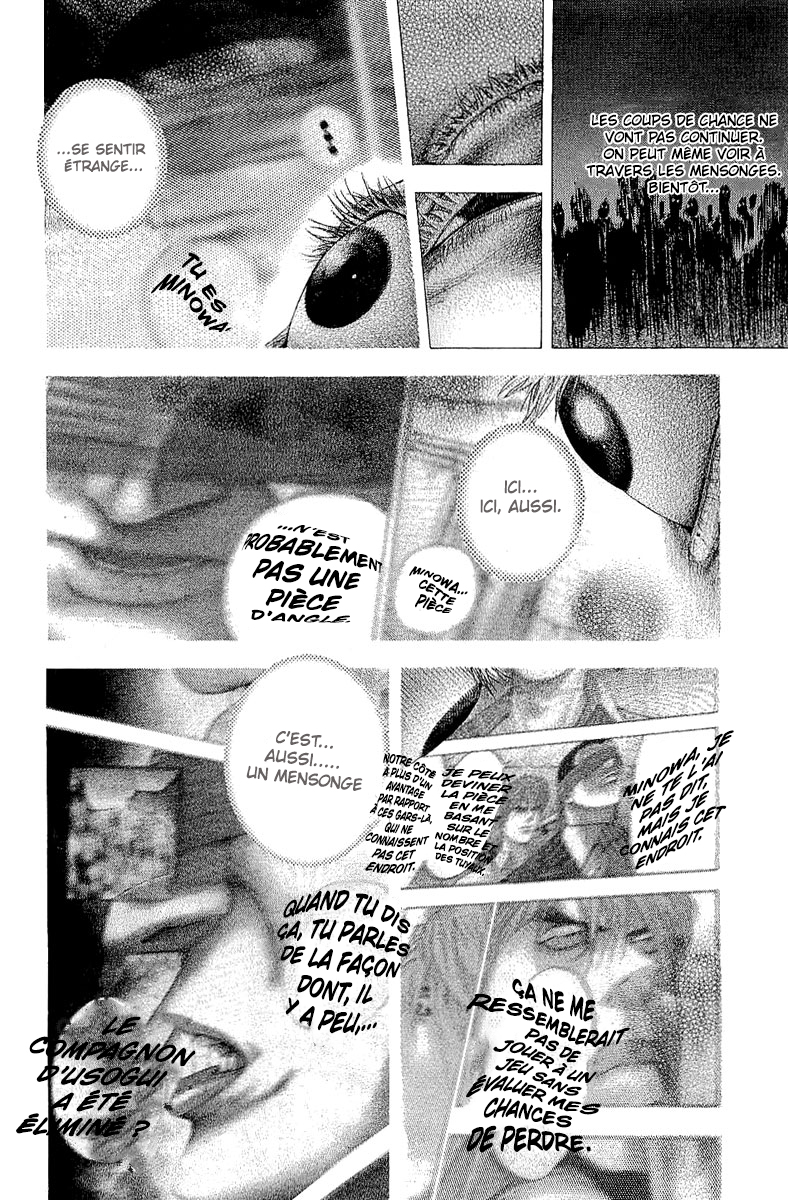 LES COUPS DE CHANCE NE
VONT PAS CONTINUER.
ON PEUT MÊME VOIR À
TRAVERS LES MENSONGES.
BIENTÔT...
...
...SE SENTIR
ÉTRANGE...
TU ES
MINOWA
ICI...
ICI, AUSSI.
MINOWA...
CETTE
PIÈCE
...N'EST
PROBABLEMENT
PAS UNE
PIÈCE
D'ANGLE.
MINOWA, JE
NE TE L'AI
PAS DIT,
MAIS JE
CONNAIS CET
ENDROIT.
JE PEUX
DEVINER
LA PIÈCE
EN ME
BASANT
SUR LE
NOMBRE ET
LA POSITION
DES TUYAUX.
NOTRE CÔTÉ
A PLUS D'UN
AVANTAGE
PAR RAPPORT
À CES GARS-LÀ,
QUI NE
CONNAISSENT
PAS CET
ENDROIT.
C'EST...
AUSSI.....
UN MENSONGE
ÇA NE ME
RESSEMBLERAIT
PAS DE
JOUER À UN
JEU SANS
ÉVALUER MES
CHANCES
DE PERDRE.
QUAND TU DIS
ÇA, TU PARLES
DE LA FAÇON
DONT, IL
Y A PEU,...
LE
COMPAGNON
D'USOGUI
A ÉTÉ
ÉLIMINÉ ?